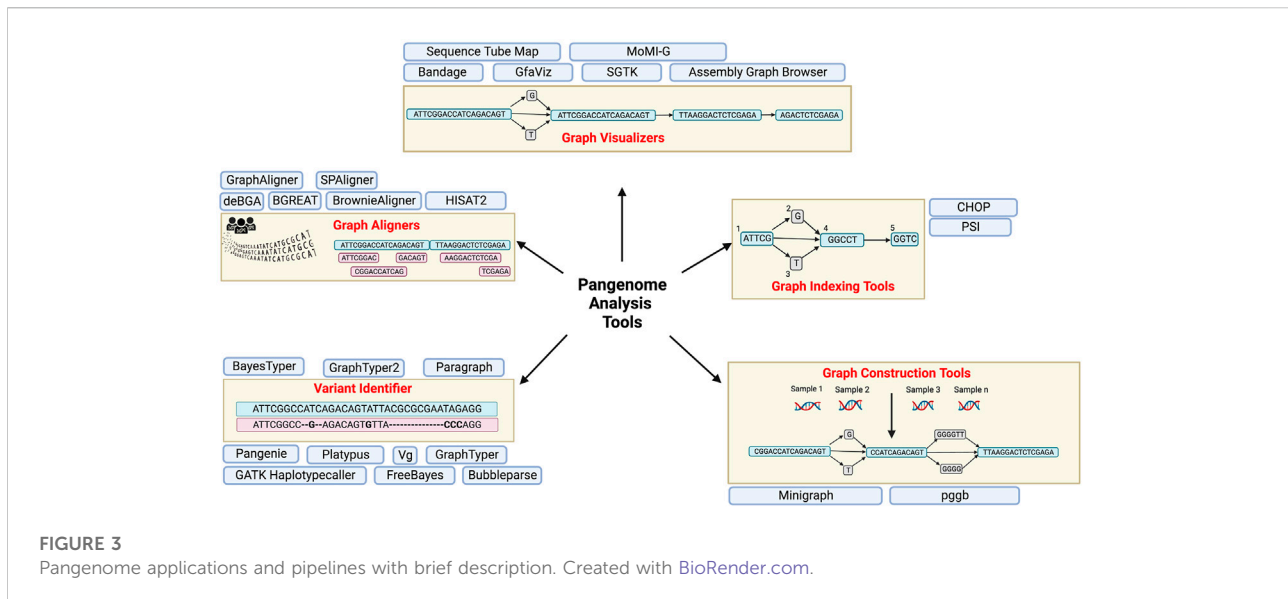 Sequence Tube Map
MoMI-G
Bandage
GfaViz
SGTK
Assembly Graph Browser
ATTCGGACCATCAGACAGT
G
T
ATTCGGACCATCAGACAGT
TTAAGGACTCTCGAGA
AGACTCTCGAGA
Graph Visualizers
GraphAligner
SPAligner
deBGA
BGREAT
BrownieAligner
HISAT2
Graph Aligners
ATTCGGACCATCAGACAGT
TTAAGGACTCTCGAGA
ATTCGGAC
GACAGT
AAGGACTCTCGA
CGGACCATCAG
TCGAGA
CHOP
PSI
1
ATTCG
2
G
T
3
4
GGCCT
5
GGTC
Graph Indexing Tools
Pangenome
Analysis
Tools
BayesTyper
GraphTyper2
Paragraph
Variant Identifier
ATTCGGCCATCAGACAGTATTACGCGCGAATAGAGG
ATTCGGCC--G--AGACAGTGTTA---------------CCCAGG
Pangenie
Platypus
Vg
GraphTyper
GATK Haplotypecaller
FreeBayes
Bubbleparse
Graph Construction Tools
Sample 1
Sample 2
Sample 3
Sample n
CGGACCATCAGACAGT
G
T
CCATCAGACAGT
GGGGTT
GGGG
TTAAGGACTCTCGAGA
Minigraph
pggb
FIGURE 3
Pangenome applications and pipelines with brief description. Created with BioRender.com.